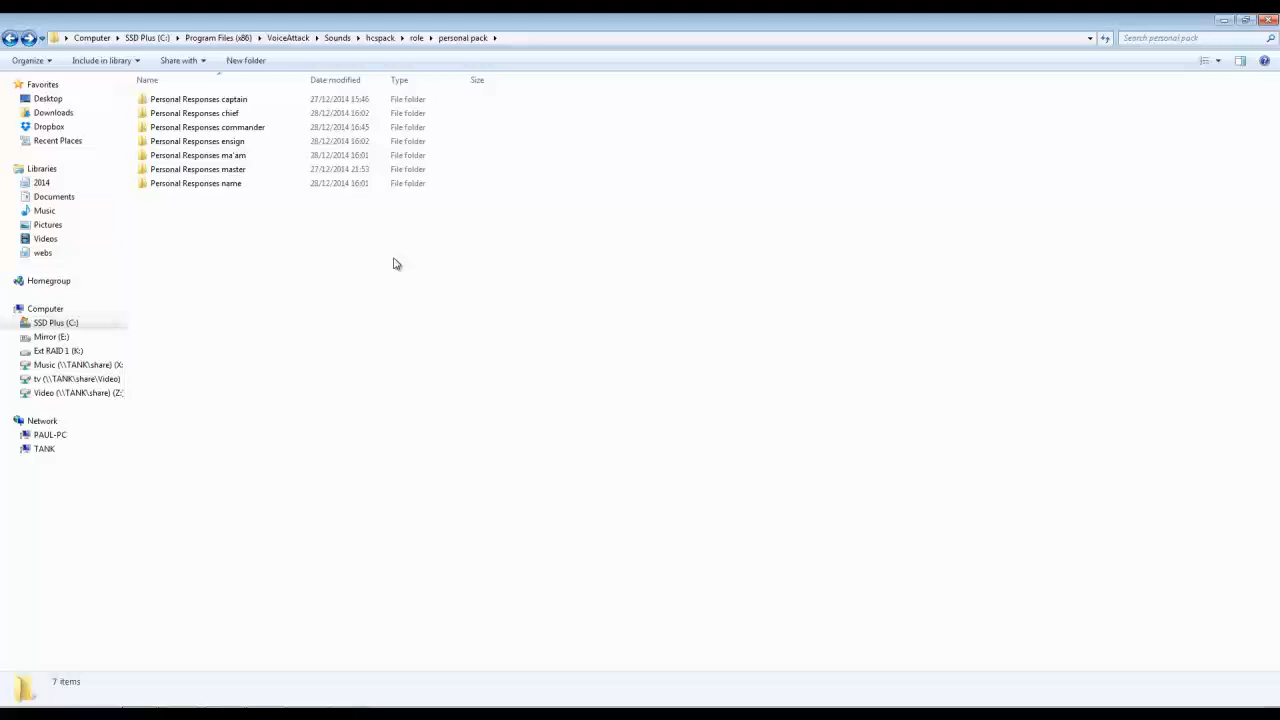 Computer SSD Plus (C:) Program Files (x86) VoiceAttack Sounds hcspack role personal pack
Search personal pack
Organize Include in library Share with New folder
Name Date modified Type Size
Favorites
Desktop
Downloads
Dropbox
Recent Places
Libraries
2014
Documents
Music
Pictures
Videos
webs
Homegroup
Computer
SSD Plus (C:)
Mirror (E:)
Ext RAID 1 (K:)
Music (\\TANK\share) (X:
tv (\\TANK\share\Video)
Video (\\TANK\share) (Z:
Network
PAUL-PC
TANK
Personal Responses captain 27/12/2014 15:46 File folder
Personal Responses chief 28/12/2014 16:02 File folder
Personal Responses commander 28/12/2014 16:45 File folder
Personal Responses ensign 28/12/2014 16:02 File folder
Personal Responses ma'am 28/12/2014 16:01 File folder
Personal Responses master 27/12/2014 21:53 File folder
Personal Responses name 28/12/2014 16:01 File folder
7 items